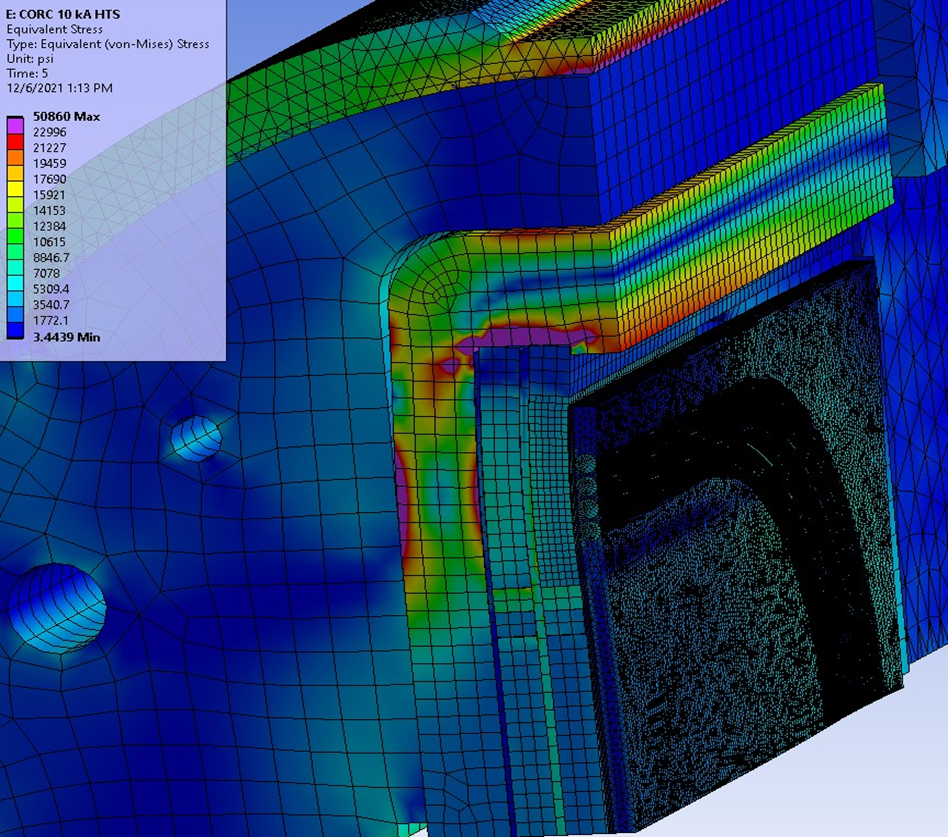 E: CORC 10 kA HTS
Equivalent Stress
Type: Equivalent (von-Mises) Stress
Unit: psi
Time: 5
12/6/2021 1:13 PM
50860 Max
22996
21227
19459
17690
15921
14153
12384
10615
8846.7
7078
5309.4
3540.7
1772.1
3.4439 Min